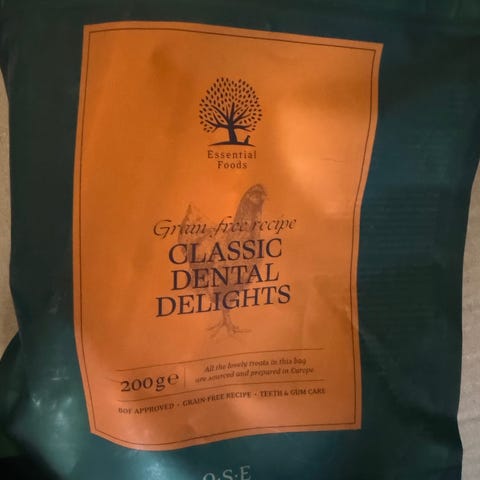 Essential
Foods
Grain-free recipe
CLASSIC
DENTAL
DELIGHTS
200g℮
All the lovely treats in this bag
are sourced and prepared in Europe
BOF APPROVED · GRAIN-FREE RECIPE · TEETH & GUM CARE
O·S·E